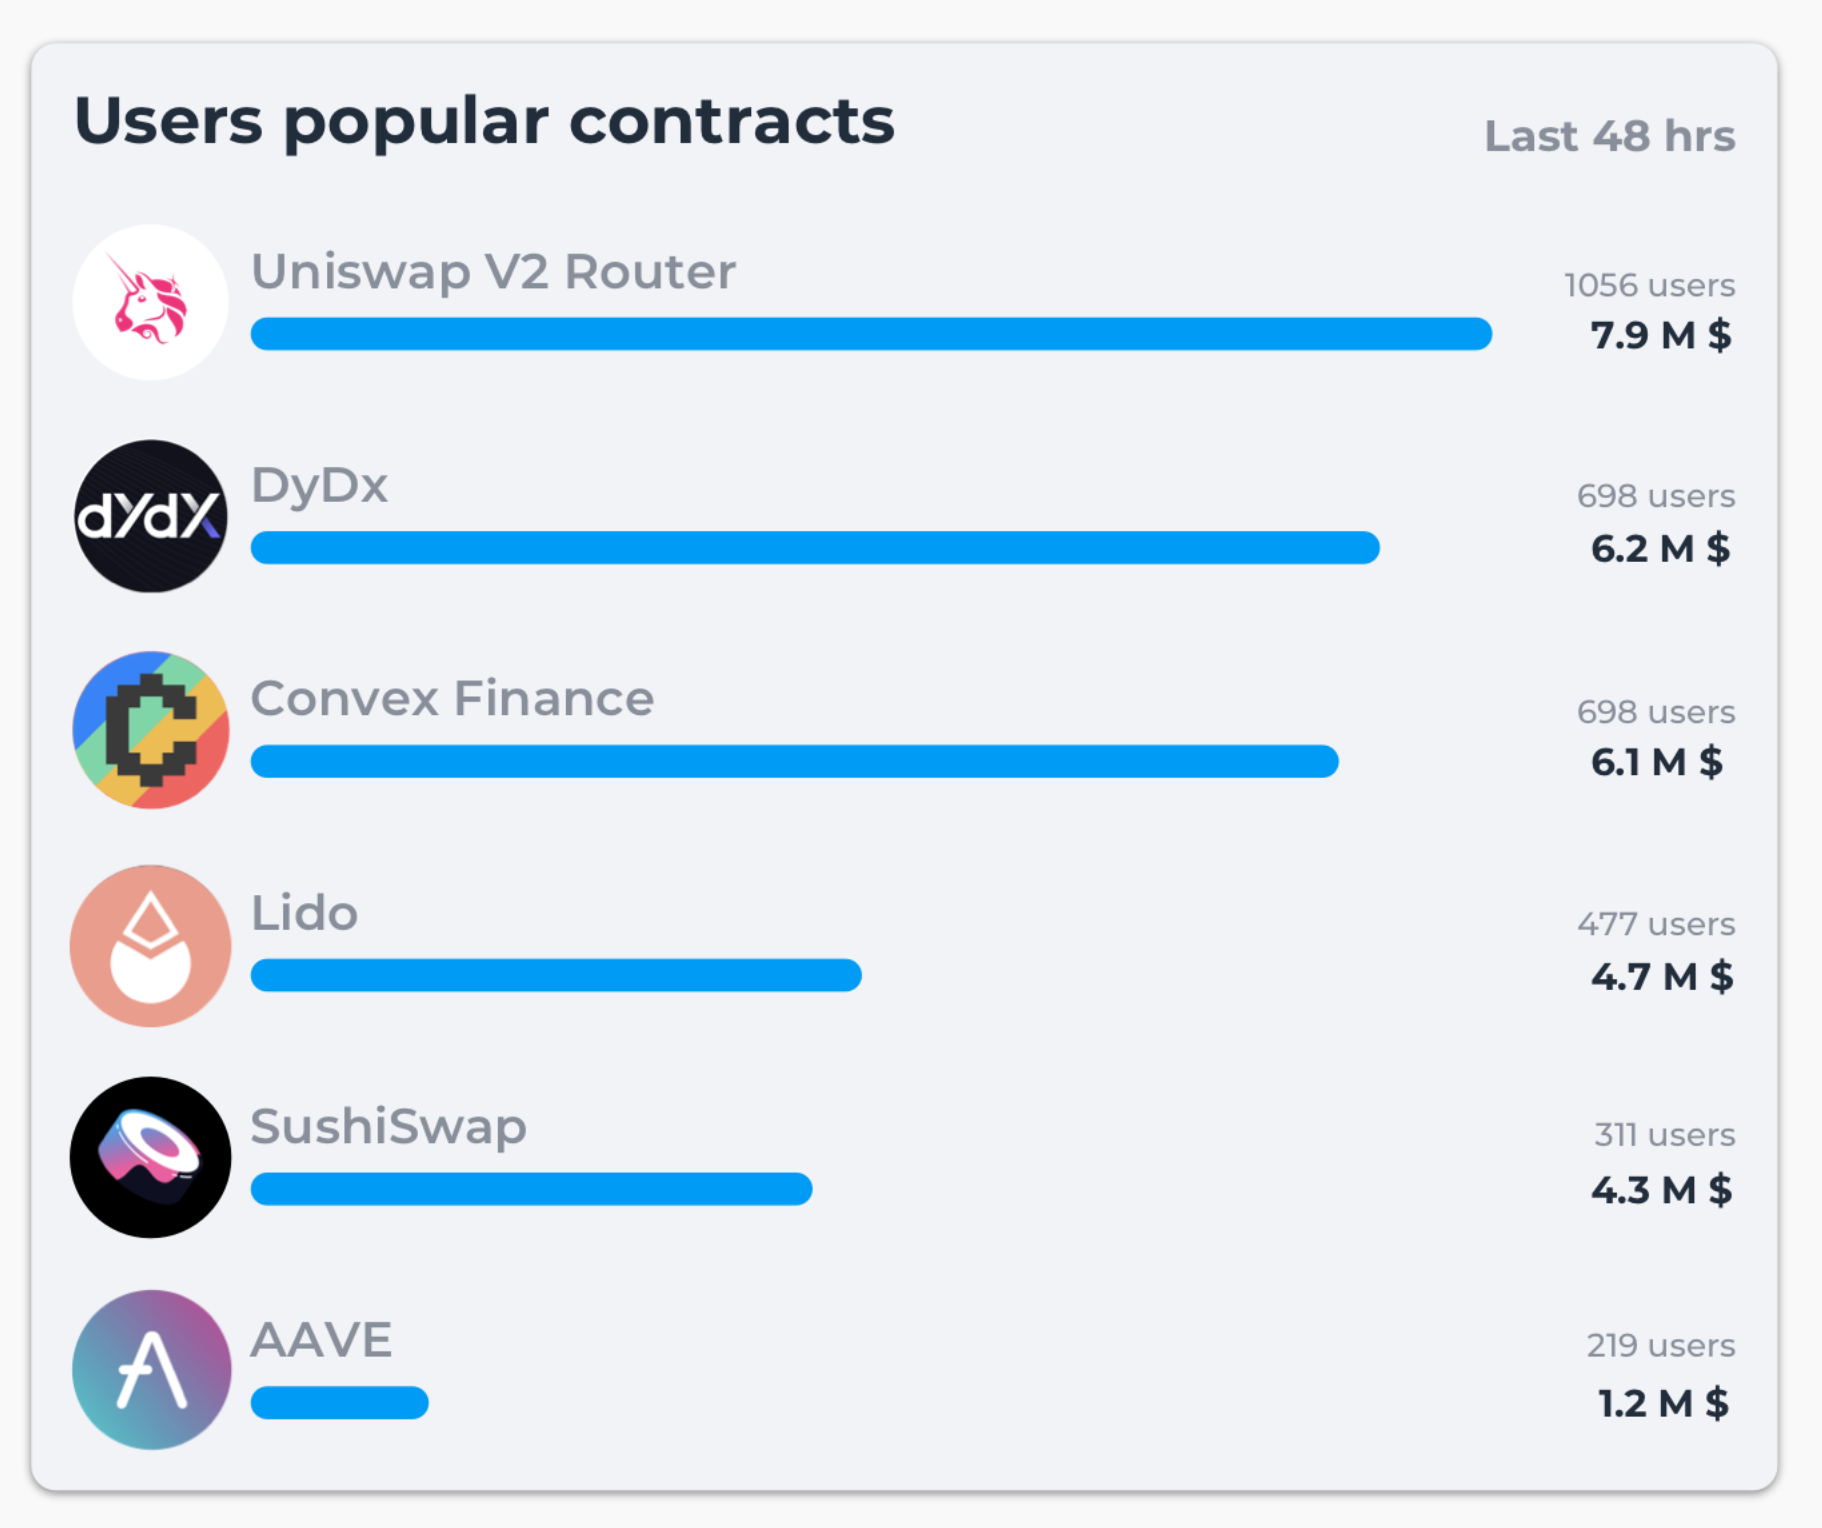 Users popular contracts
Last 48 hrs
Uniswap V2 Router
1056 users
7.9 M $
dYdX
DyDx
698 users
6.2 M $
Convex Finance
698 users
6.1 M $
Lido
477 users
4.7 M $
SushiSwap
311 users
4.3 M $
AAVE
219 users
1.2 M $